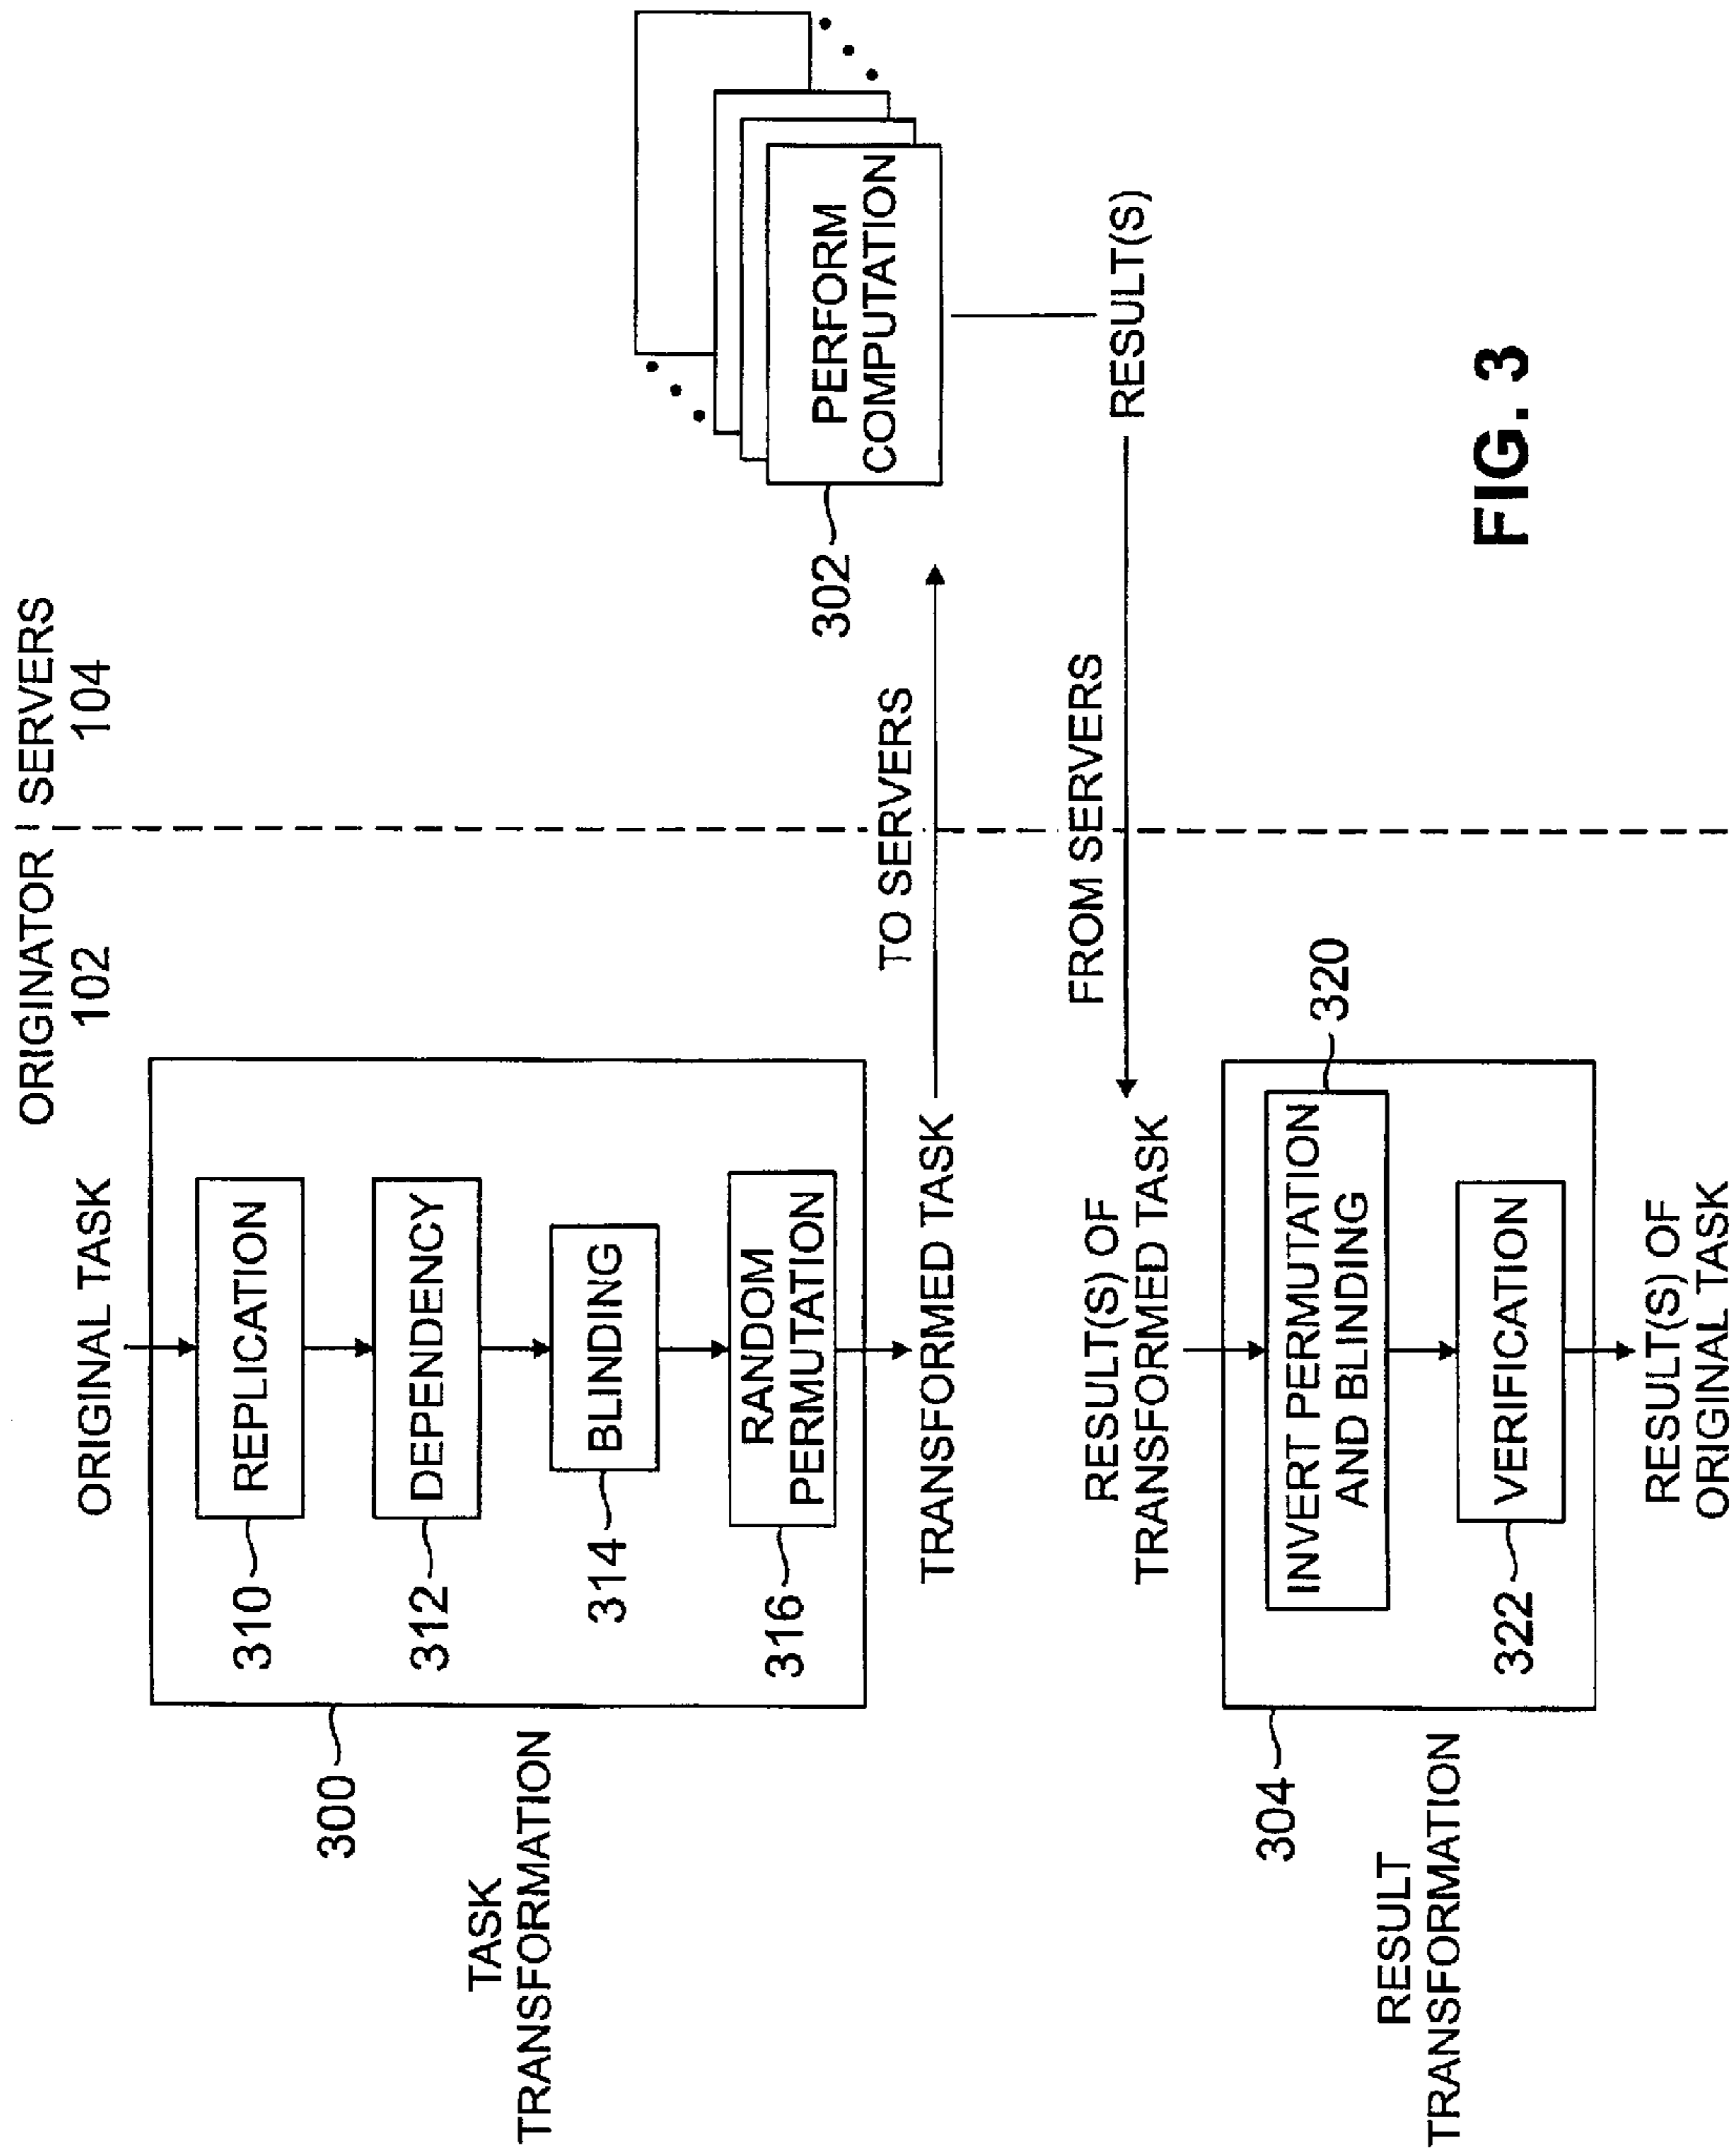 ORIGINATOR
102
SERVERS
104
ORIGINAL TASK
310
REPLICATION
312
DEPENDENCY
314
BLINDING
316
RANDOM
PERMUTATION
300
TASK
TRANSFORMATION
TRANSFORMED TASK
TO SERVERS
302
PERFORM
COMPUTATION
RESULT(S)
FROM SERVERS
RESULT(S) OF
TRANSFORMED TASK
320
INVERT PERMUTATION
AND BLINDING
322
VERIFICATION
304
RESULT
TRANSFORMATION
RESULT(S) OF
ORIGINAL TASK
FIG. 3